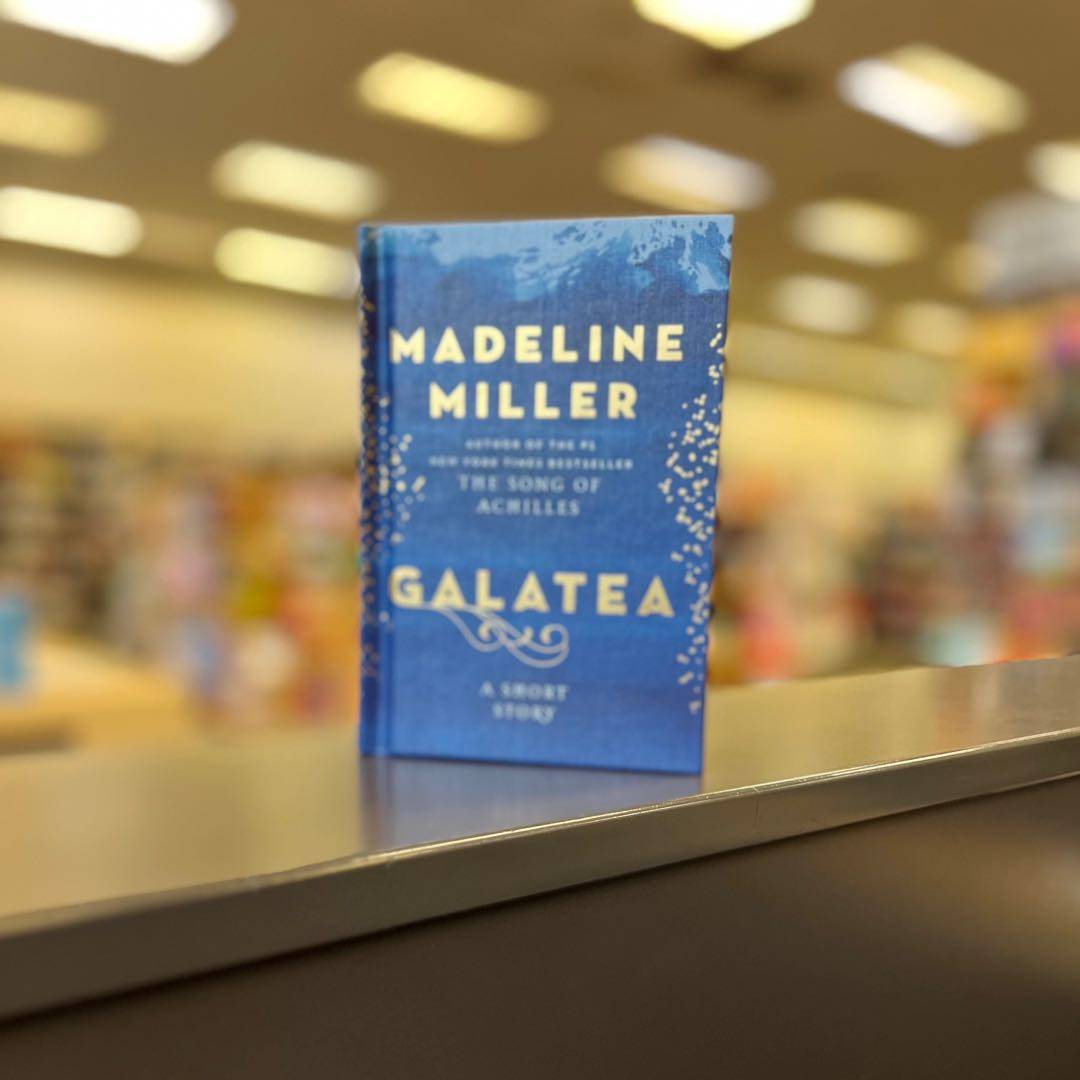 MADELINE
MILLER
AUTHOR OF THE #1
NEW YORK TIMES BESTSELLER
THE SONG OF
ACHILLES
GALATEA
A SHORT
STORY